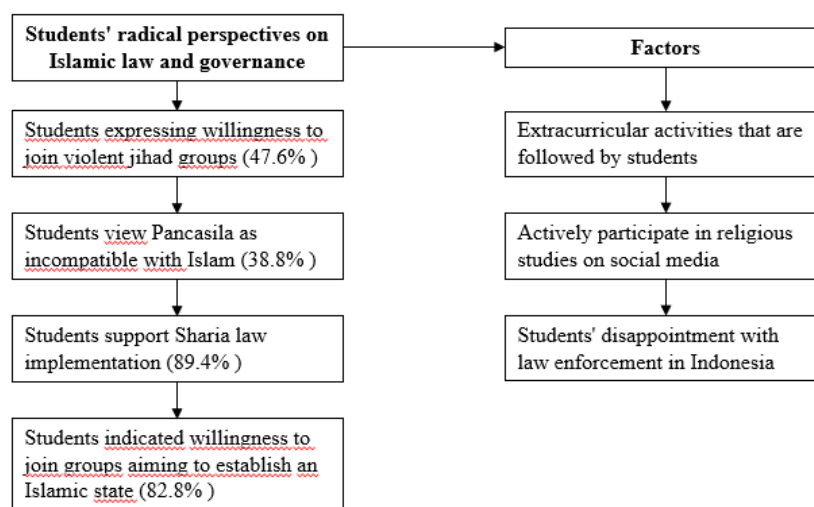 Students' radical perspectives on
Islamic law and governance
Students expressing willingness to
join violent jihad groups (47.6% )
Students view Pancasila as
incompatible with Islam (38.8% )
Students support Sharia law
implementation (89.4% )
Students indicated willingness to
join groups aiming to establish an
Islamic state (82.8% )
Factors
Extracurricular activities that are
followed by students
Actively participate in religious
studies on social media
Students' disappointment with
law enforcement in Indonesia